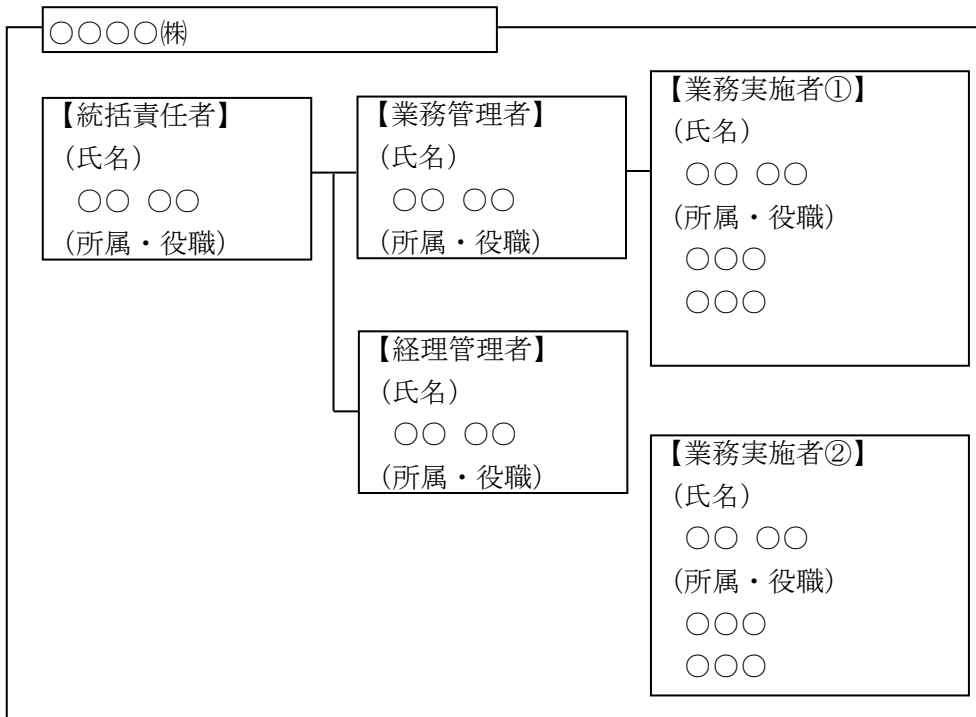 ○○○○㈱
【統括責任者】
(氏名)
○○ ○○
(所属・役職)
【業務管理者】
(氏名)
○○ ○○
(所属・役職)
【経理管理者】
(氏名)
○○ ○○
(所属・役職)
【業務実施者①】
(氏名)
○○ ○○
(所属・役職)
○○○
○○○
【業務実施者②】
(氏名)
○○ ○○
(所属・役職)
○○○
○○○